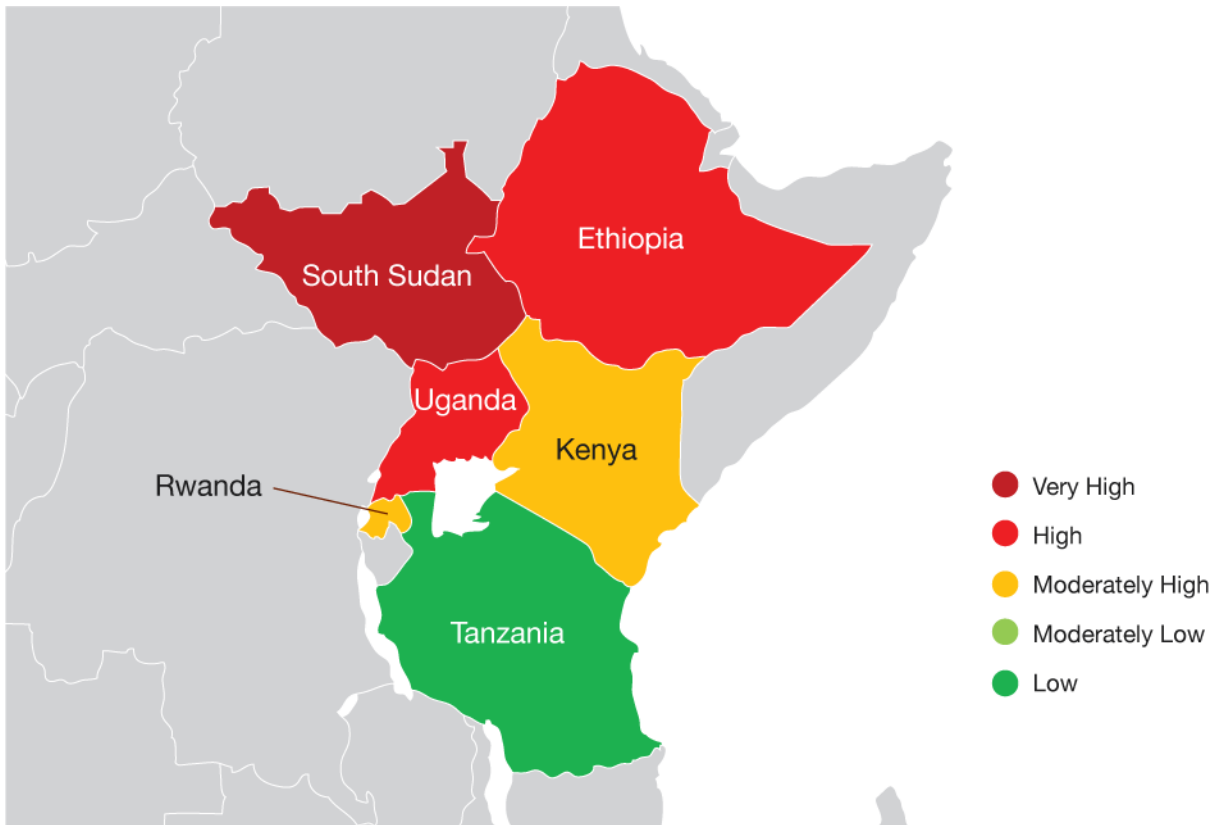 Ethiopia
South Sudan
Uganda
Kenya
Rwanda
Tanzania
Very High
High
Moderately High
Moderately Low
Low